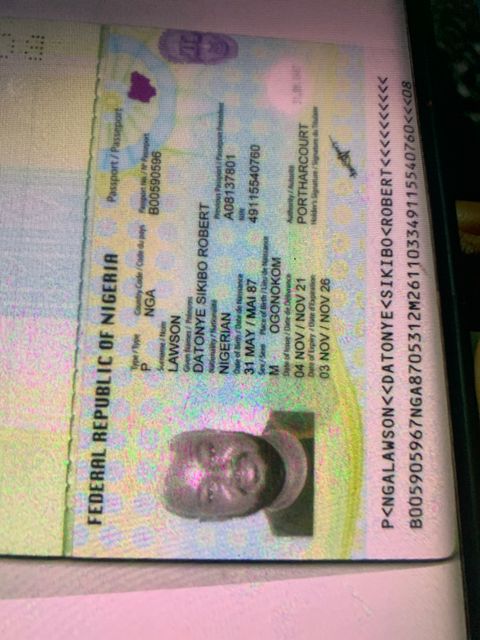 FEDERAL REPUBLIC OF NIGERIA Passport / Passeport
Type / Type Country Code / Code du pays Passport No. / N° Passeport
P NGA B00590596
Surname / Nom
LAWSON
Given Names / Prénoms
DATONYE SIKIBO ROBERT
Nationality / Nationalité Previous Passport / Passeport Précédent
NIGERIAN A08137801
Date of Birth / Date de Naissance NIN
31 MAY / MAI 87 49115540760
Sex / Sexe Place of Birth / Lieu de Naissance
M OGONOKOM
Date of Issue / Date de Délivrance Authority / Autorité
04 NOV / NOV 21 PORTHARCOURT
Date of Expiry / Date d'Expiration Holder's Signature / Signature du Titulaire
03 NOV / NOV 26
P<NGALAWSON<<DATONYE<SIKIBO<ROBERT<<<<<<<<<<
B005905967NGA8705312M261103349115540760<<<08